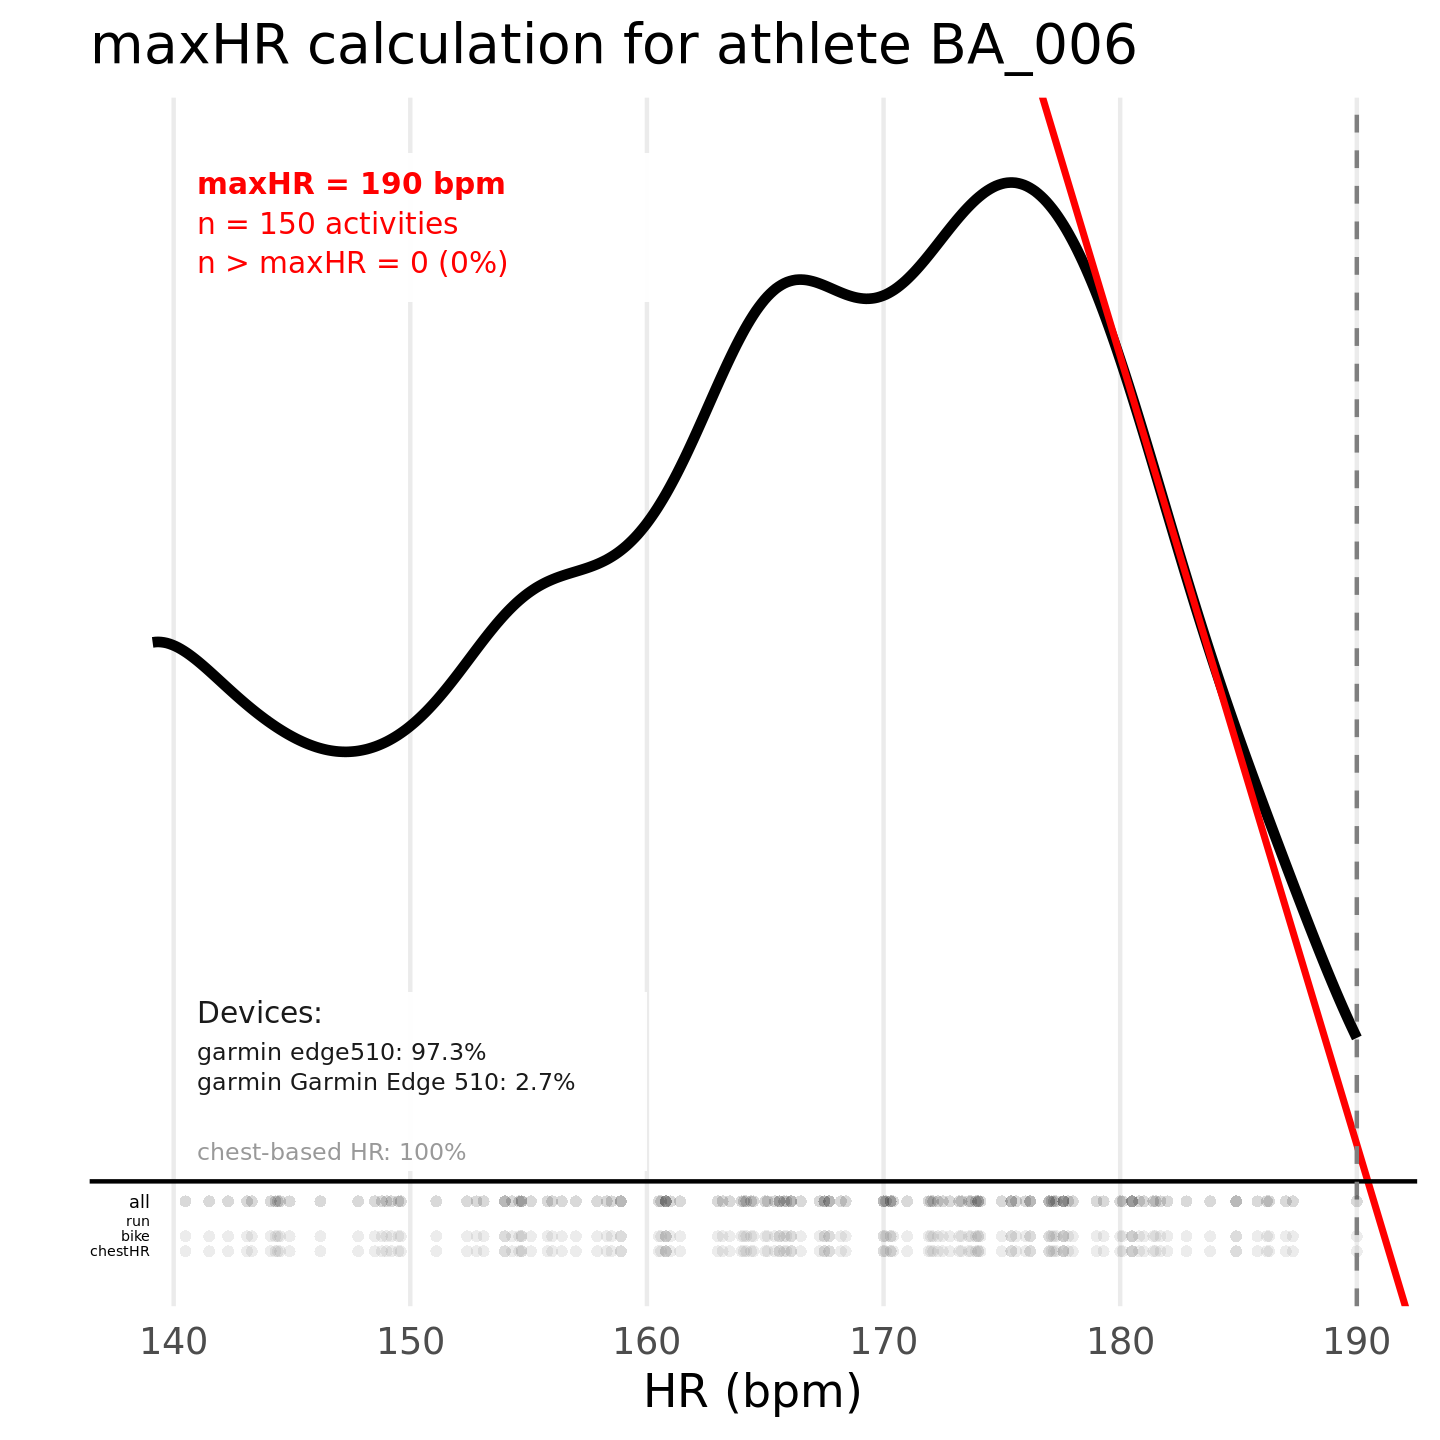 maxHR calculation for athlete BA_006
maxHR = 190 bpm
n = 150 activities
n > maxHR = 0 (0%)
Devices:
garmin edge510: 97.3%
garmin Garmin Edge 510: 2.7%
chest-based HR: 100%
all
run
bike
chestHR
140 150 160 170 180 190
HR (bpm)